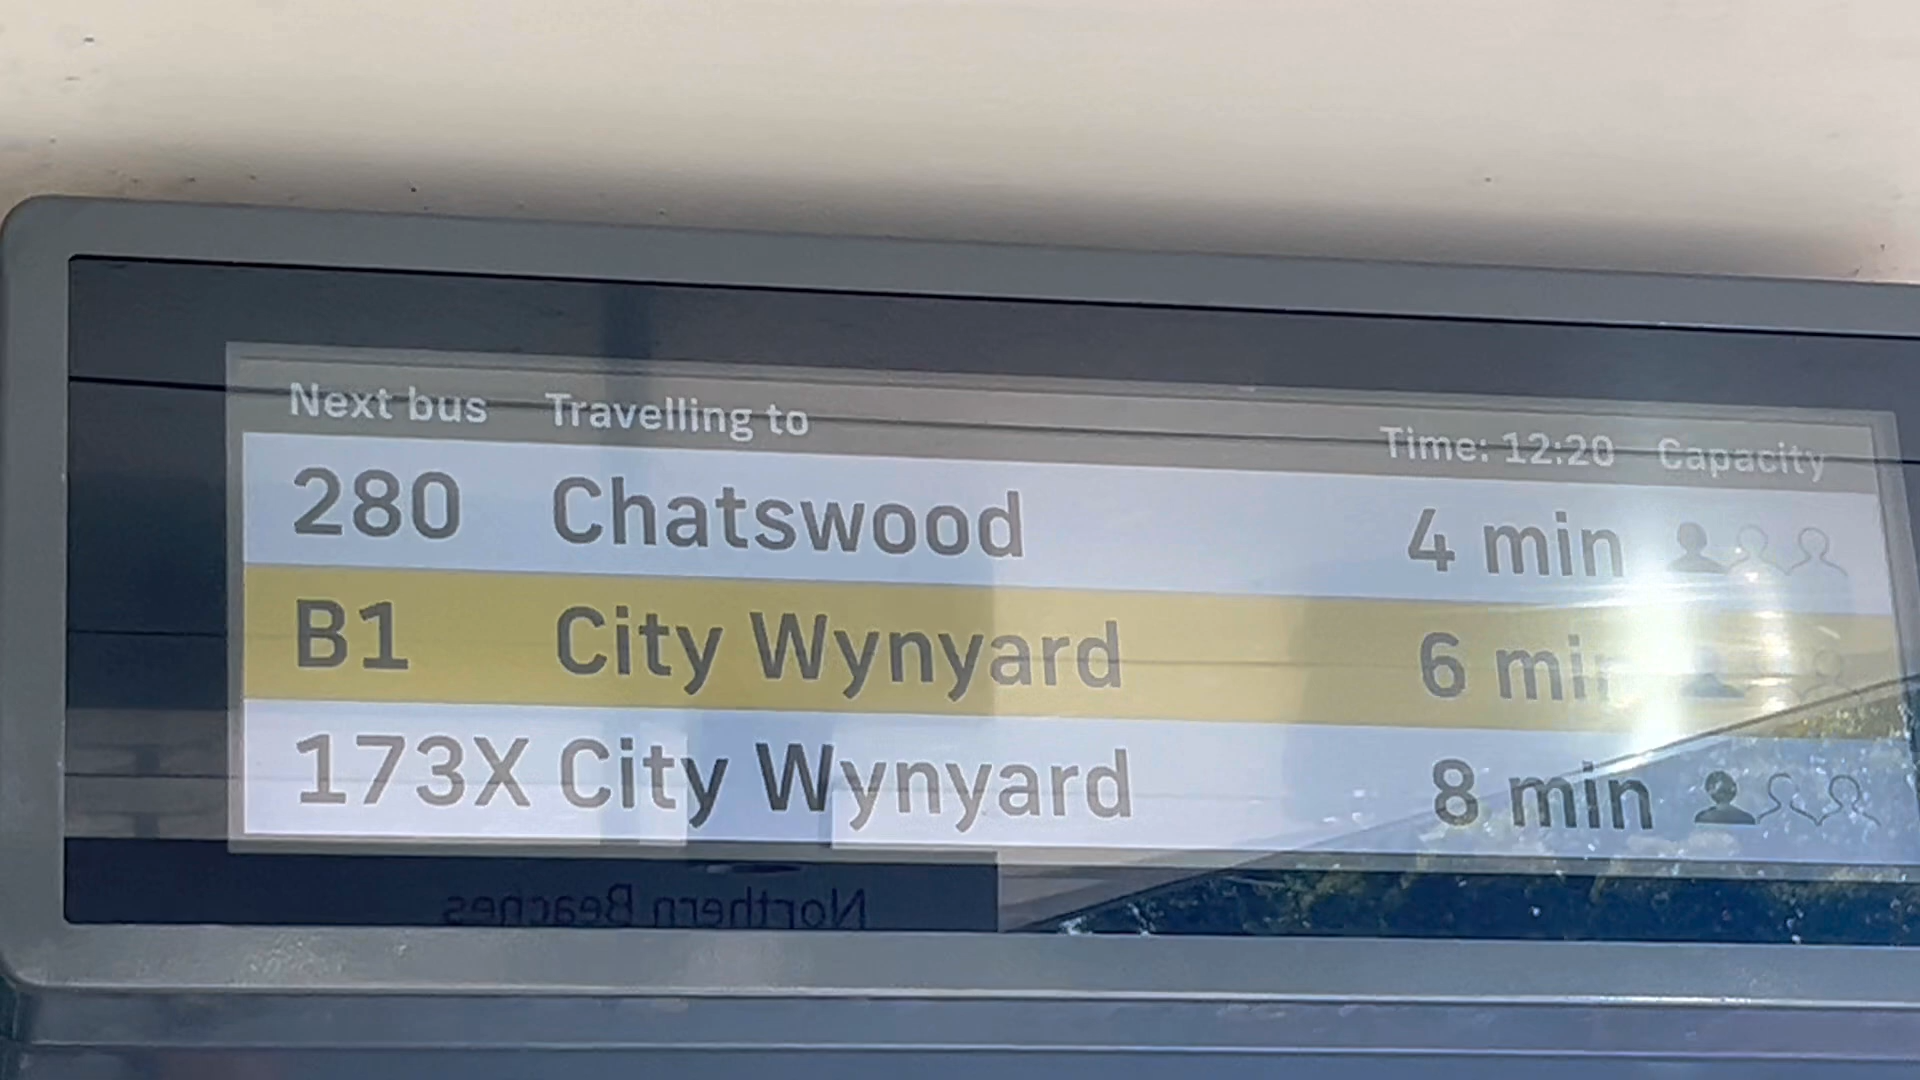 Next bus Travelling to Time: 12:20 Capacity
280 Chatswood 4 min
B1 City Wynyard 6 min
173X City Wynyard 8 min
Northern Beaches